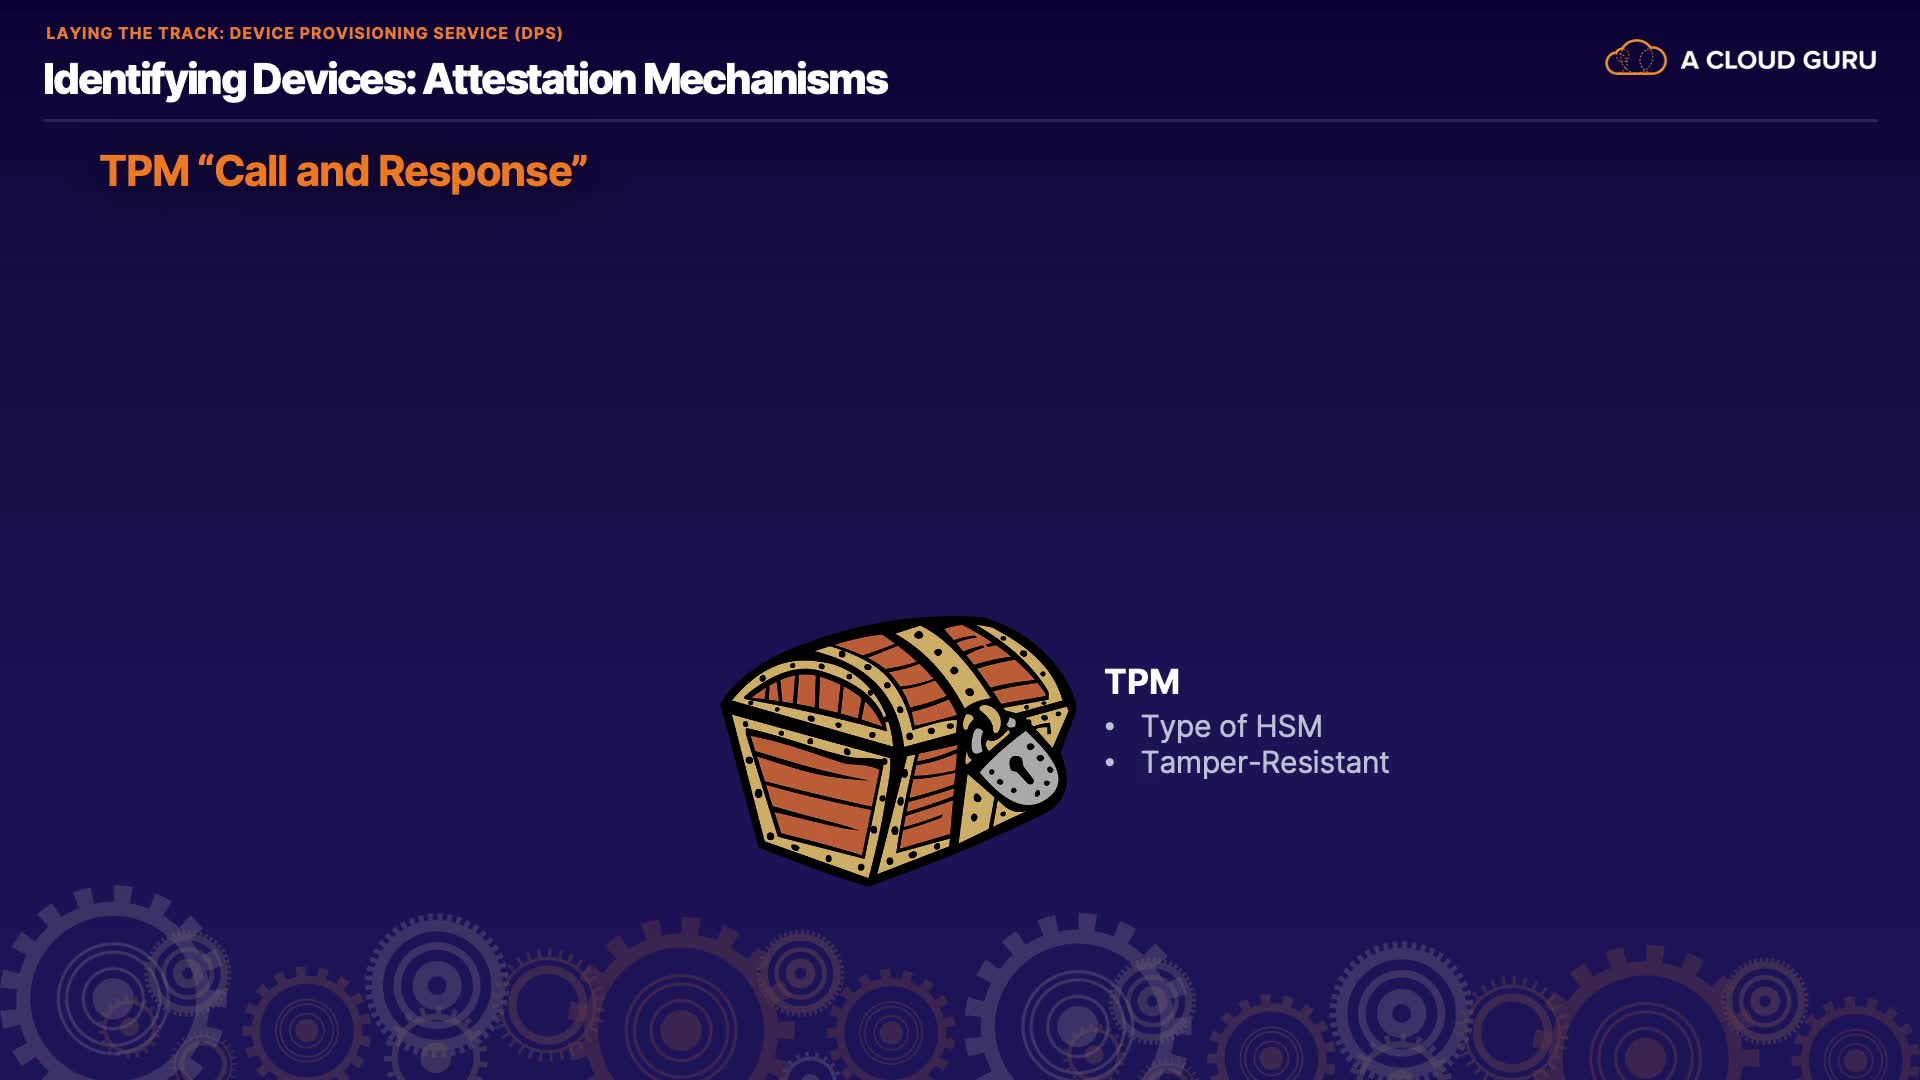 LAYING THE TRACK: DEVICE PROVISIONING SERVICE (DPS)
Identifying Devices: Attestation Mechanisms
A CLOUD GURU
TPM “Call and Response”
TPM
• Type of HSM
• Tamper-Resistant